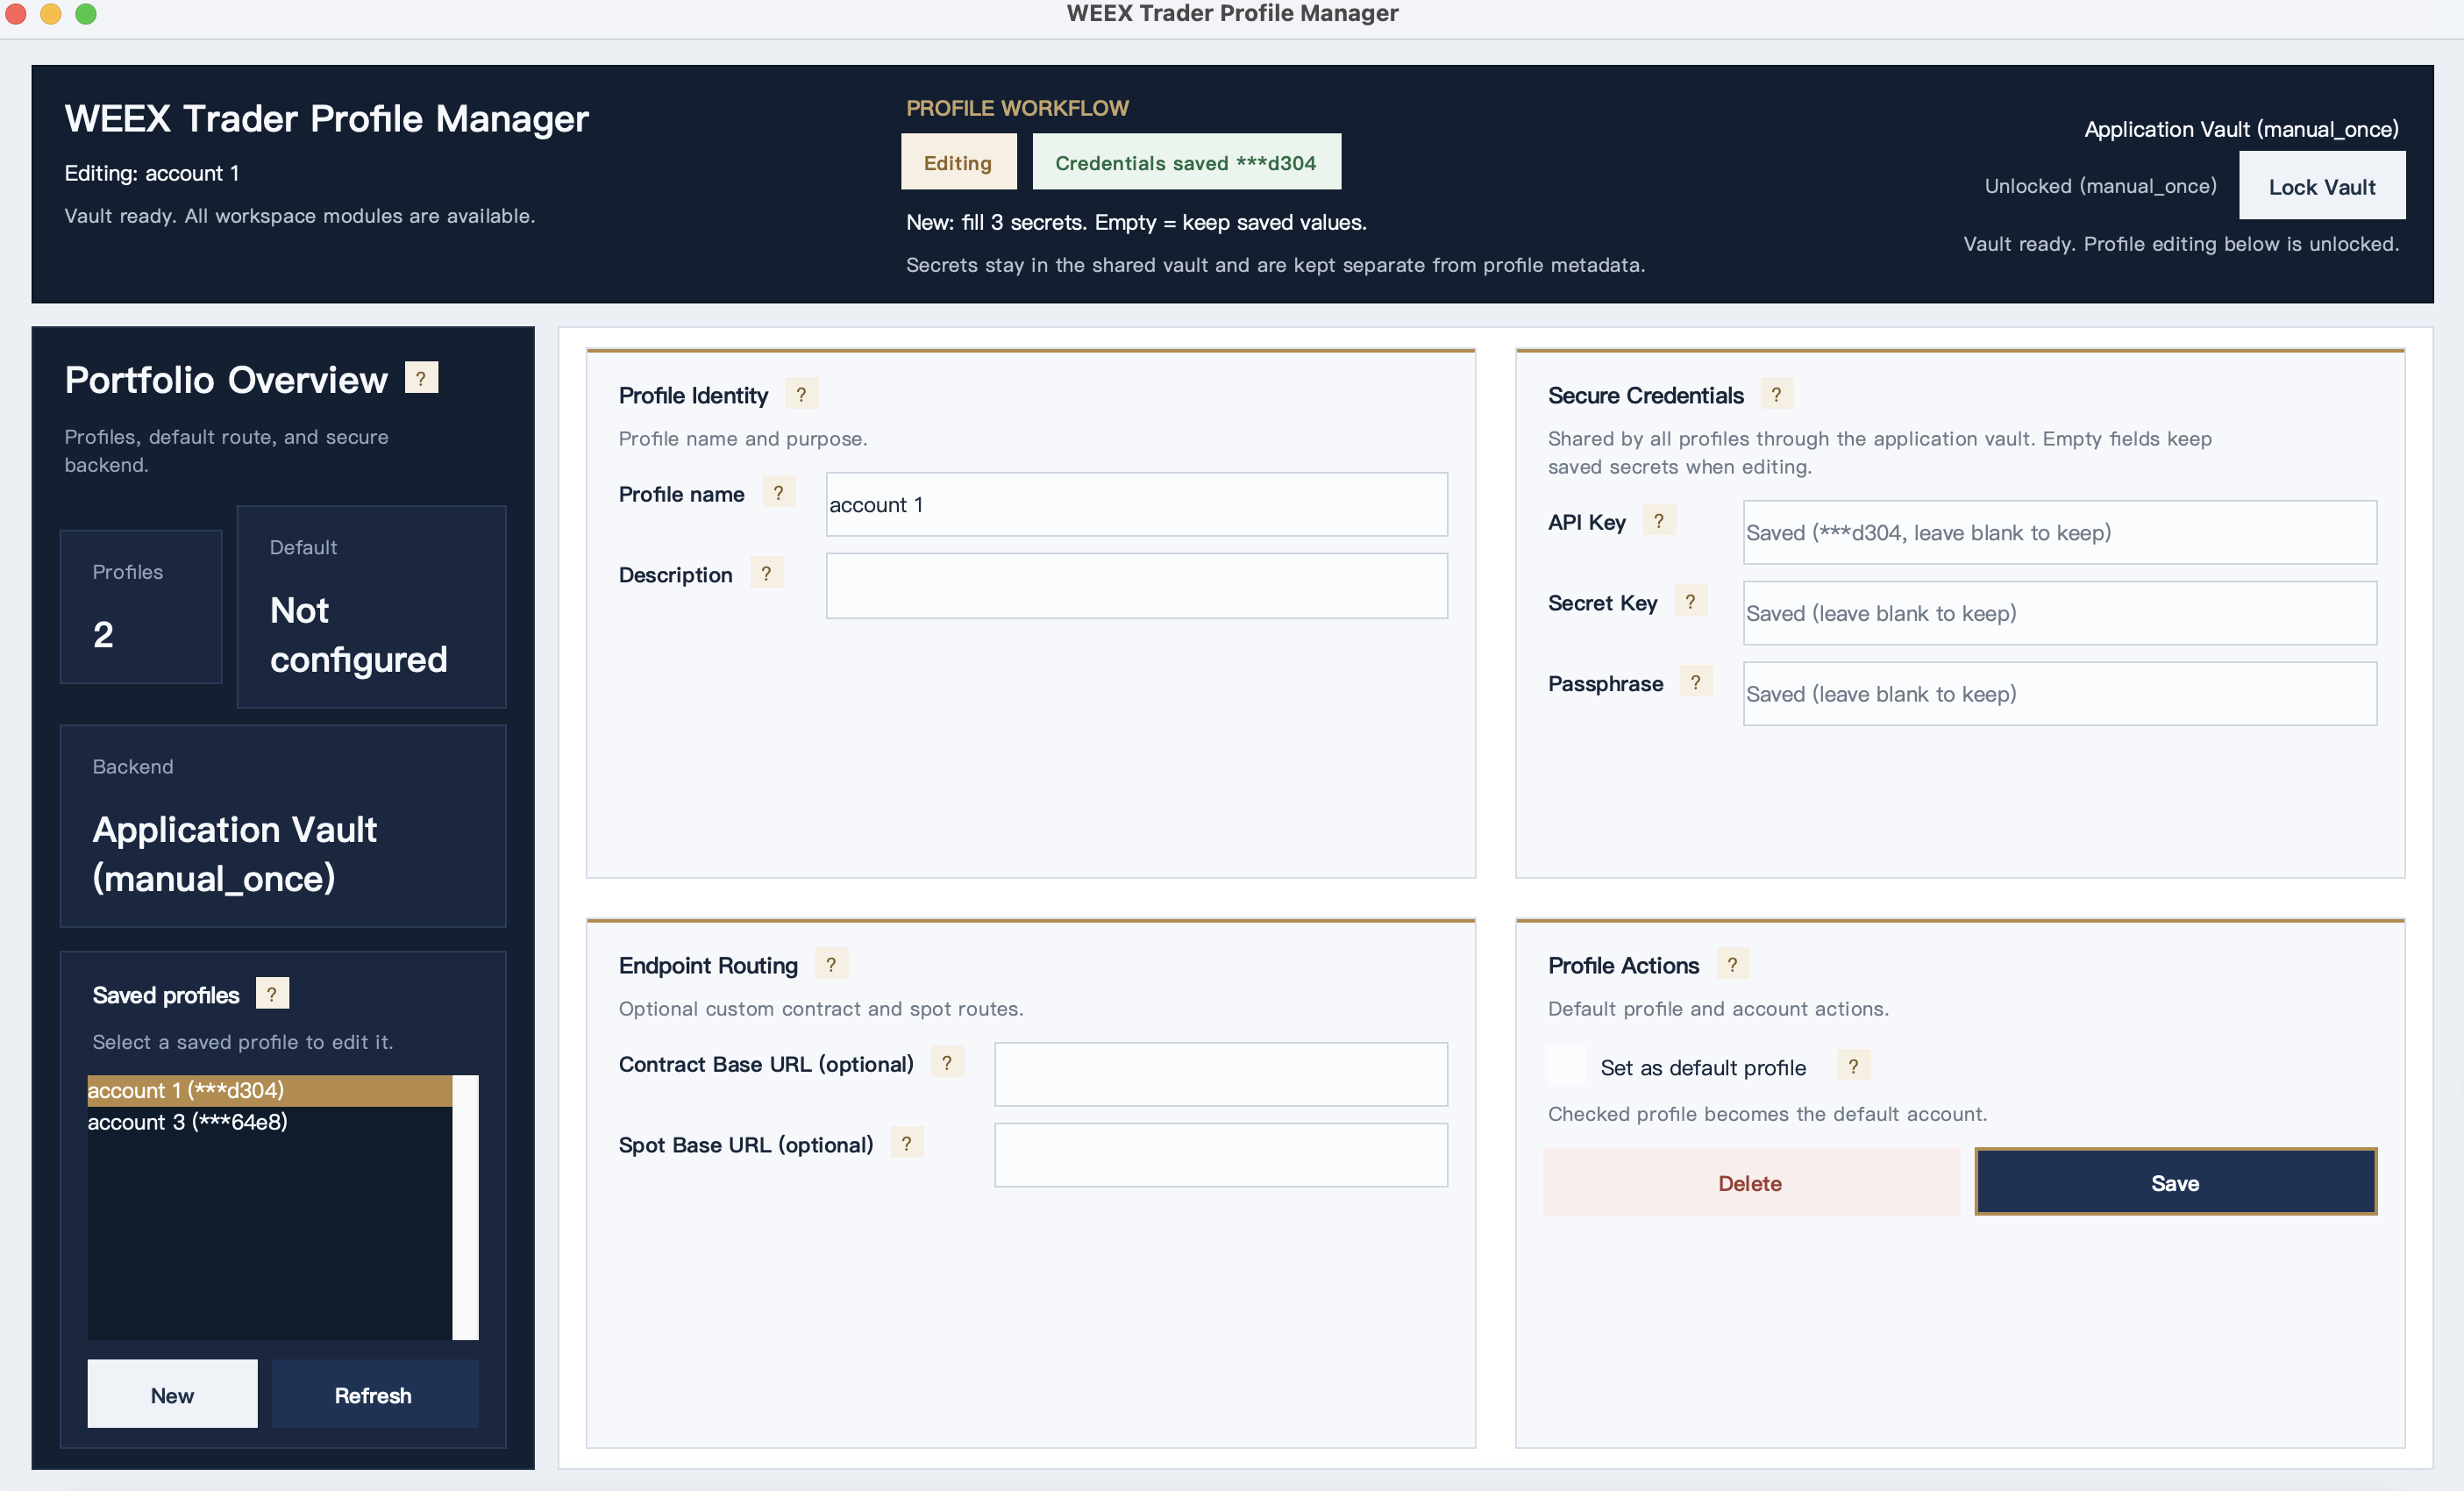 WEEX Trader Profile Manager
WEEX Trader Profile Manager
Editing: account 1
Vault ready. All workspace modules are available.
PROFILE WORKFLOW
Editing
Credentials saved ***d304
New: fill 3 secrets. Empty = keep saved values.
Secrets stay in the shared vault and are kept separate from profile metadata.
Application Vault (manual_once)
Unlocked (manual_once)
Lock Vault
Vault ready. Profile editing below is unlocked.
Portfolio Overview ?
Profiles, default route, and secure
backend.
Profiles
2
Default
Not
configured
Backend
Application Vault
(manual_once)
Saved profiles ?
Select a saved profile to edit it.
account 1 (***d304)
account 3 (***64e8)
New
Refresh
Profile Identity ?
Profile name and purpose.
Profile name ?
account 1
Description ?
Secure Credentials ?
Shared by all profiles through the application vault. Empty fields keep
saved secrets when editing.
API Key ?
Saved (***d304, leave blank to keep)
Secret Key ?
Saved (leave blank to keep)
Passphrase ?
Saved (leave blank to keep)
Endpoint Routing ?
Optional custom contract and spot routes.
Contract Base URL (optional) ?
Spot Base URL (optional) ?
Profile Actions ?
Default profile and account actions.
Set as default profile ?
Checked profile becomes the default account.
Delete
Save